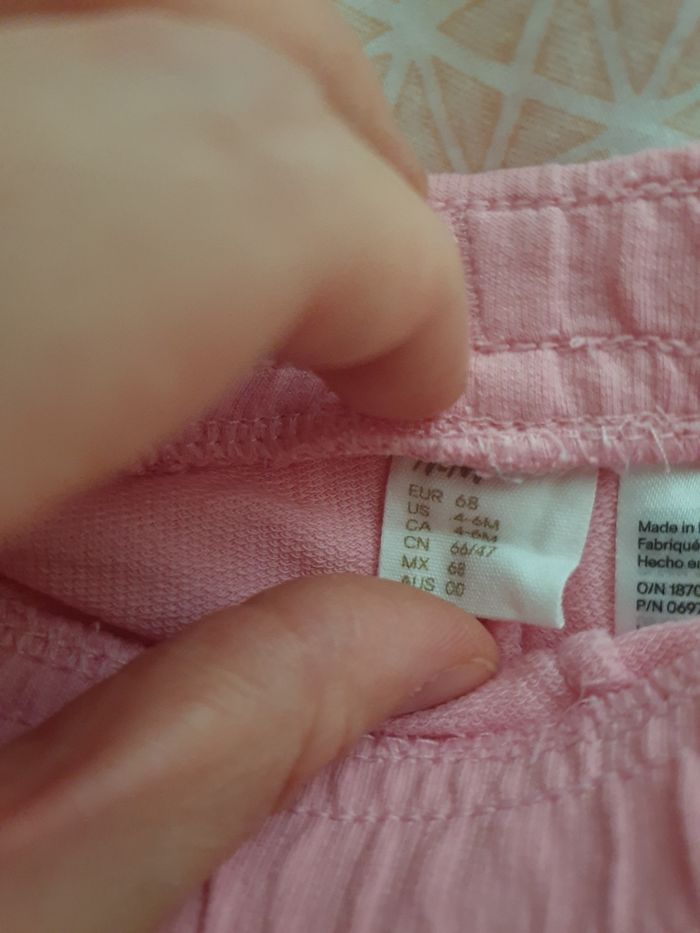 EUR 68
US 4-6M
CA 4-6M
CN 66/47
MX 68
AUS 00
Made in
Fabriqué
Hecho
O/N 1870
P/N 069